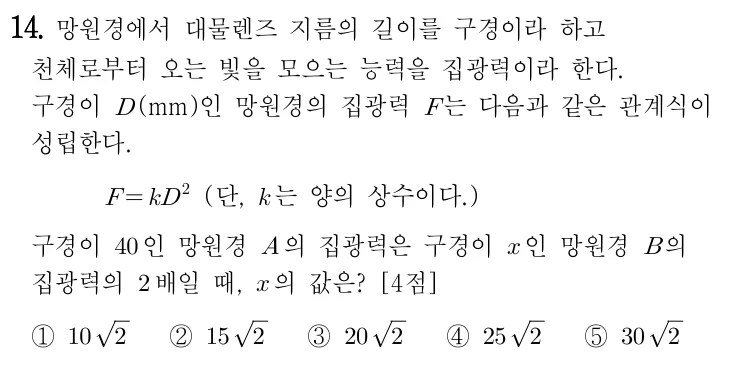 14. 망원경에서 대물렌즈 지름의 길이를 구경이라 하고
천체로부터 오는 빛을 모으는 능력을 집광력이라 한다.
구경이 D(mm)인 망원경의 집광력 F는 다음과 같은 관계식이
성립한다.
F=kD² (단, k는 양의 상수이다.)
구경이 40인 망원경 A의 집광력은 구경이 x인 망원경 B의
집광력의 2배일 때, x의 값은? [4점]
① 10√2 ② 15√2 ③ 20√2 ④ 25√2 ⑤ 30√2